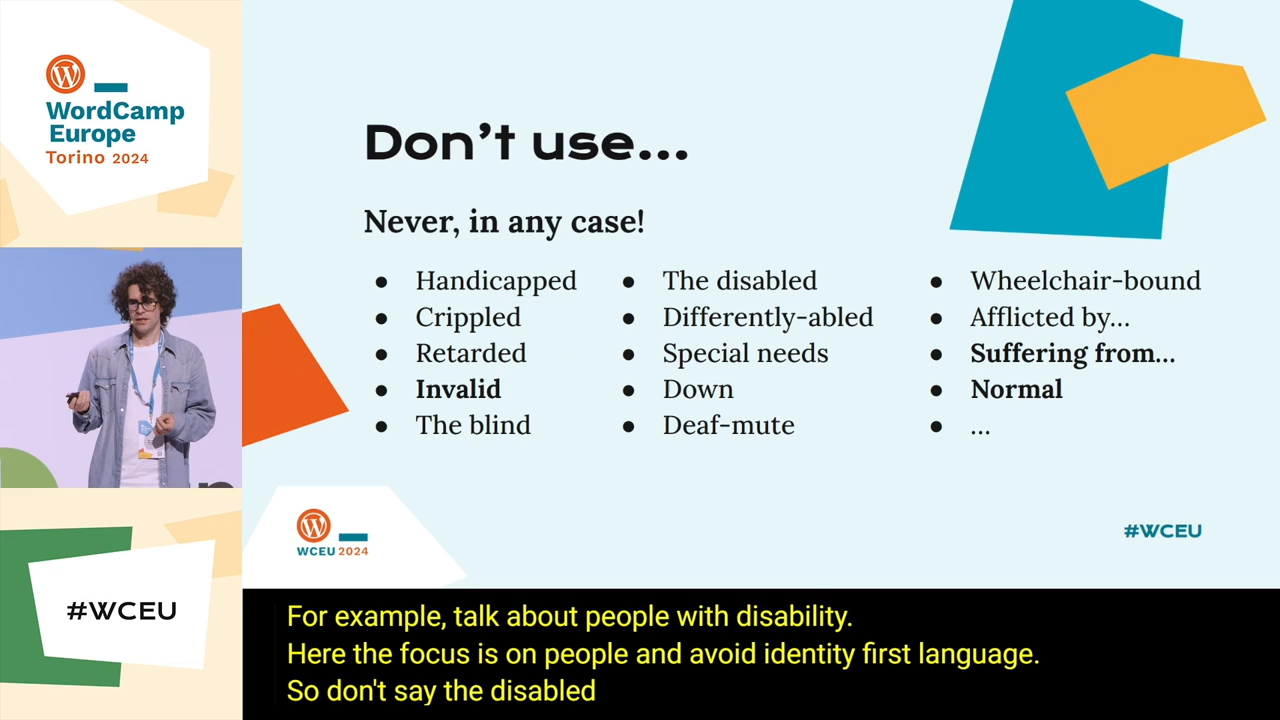 WordCamp
Europe
Torino 2024
Don't use...
Never, in any case!
● Handicapped
● Crippled
● Retarded
● Invalid
● The blind
● The disabled
● Differently-abled
● Special needs
● Down
● Deaf-mute
● Wheelchair-bound
● Afflicted by...
● Suffering from...
● Normal
● ...
WCEU 2024
#WCEU
#WCEU
For example, talk about people with disability.
Here the focus is on people and avoid identity first language.
So don't say the disabled